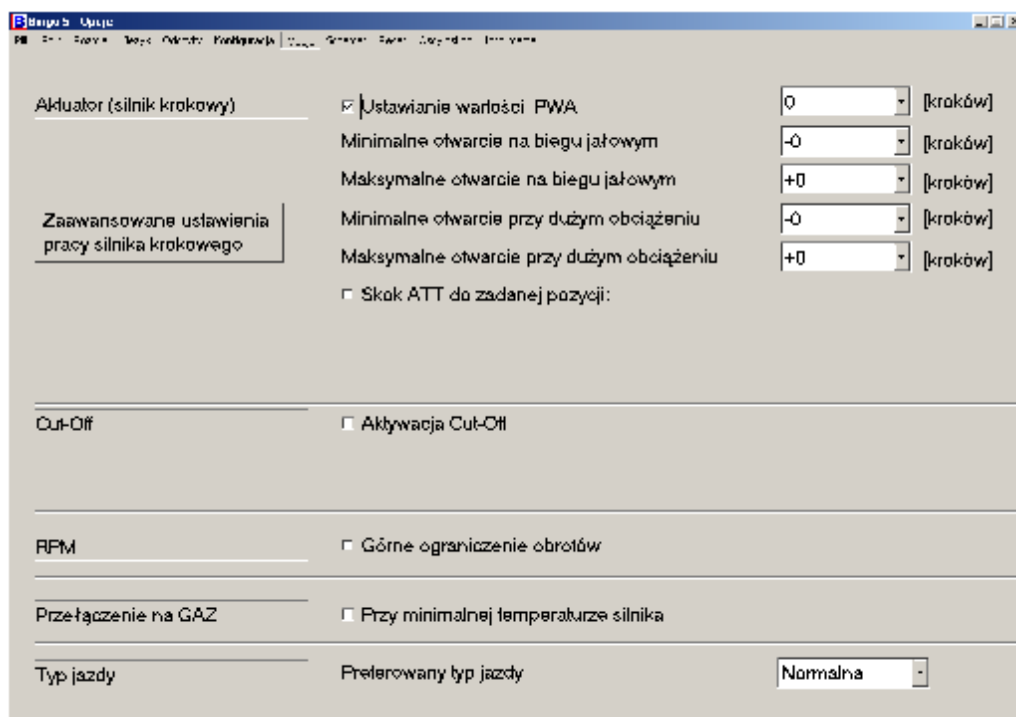 Bingo S - Opcje
Konfiguracja
Aktuator (silnik krokowy)
Ustawianie wartości PWA
0
[kroków]
Minimalne otwarcie na biegu jałowym
-0
[kroków]
Maksymalne otwarcie na biegu jałowym
+0
[kroków]
Zaawansowane ustawienia
pracy silnika krokowego
Minimalne otwarcie przy dużym obciążeniu
-0
[kroków]
Maksymalne otwarcie przy dużym obciążeniu
+0
[kroków]
Skok ATT do zadanej pozycji:
Cut-Off
Aktywacja Cut-Off
RPM
Górne ograniczenie obrotów
Przełączenie na GAZ
Przy minimalnej temperaturze silnika
Typ jazdy
Preferowany typ jazdy
Normalna